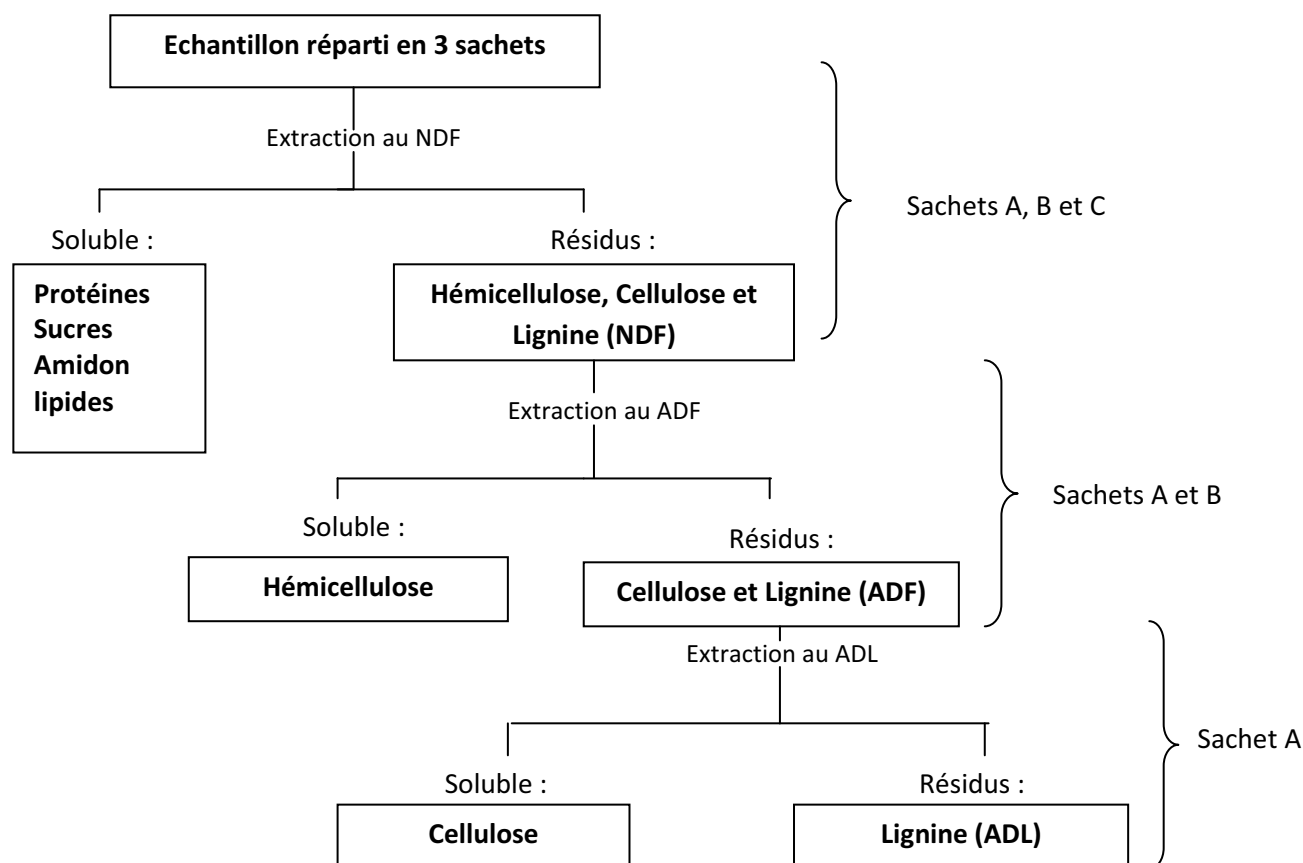 Echantillon réparti en 3 sachets
Extraction au NDF
Sachets A, B et C
Soluble :
Résidus :
Protéines
Sucres
Amidon
lipides
Hémicellulose, Cellulose et
Lignine (NDF)
Extraction au ADF
Sachets A et B
Soluble :
Résidus :
Hémicellulose
Cellulose et Lignine (ADF)
Extraction au ADL
Sachet A
Soluble :
Résidus :
Cellulose
Lignine (ADL)